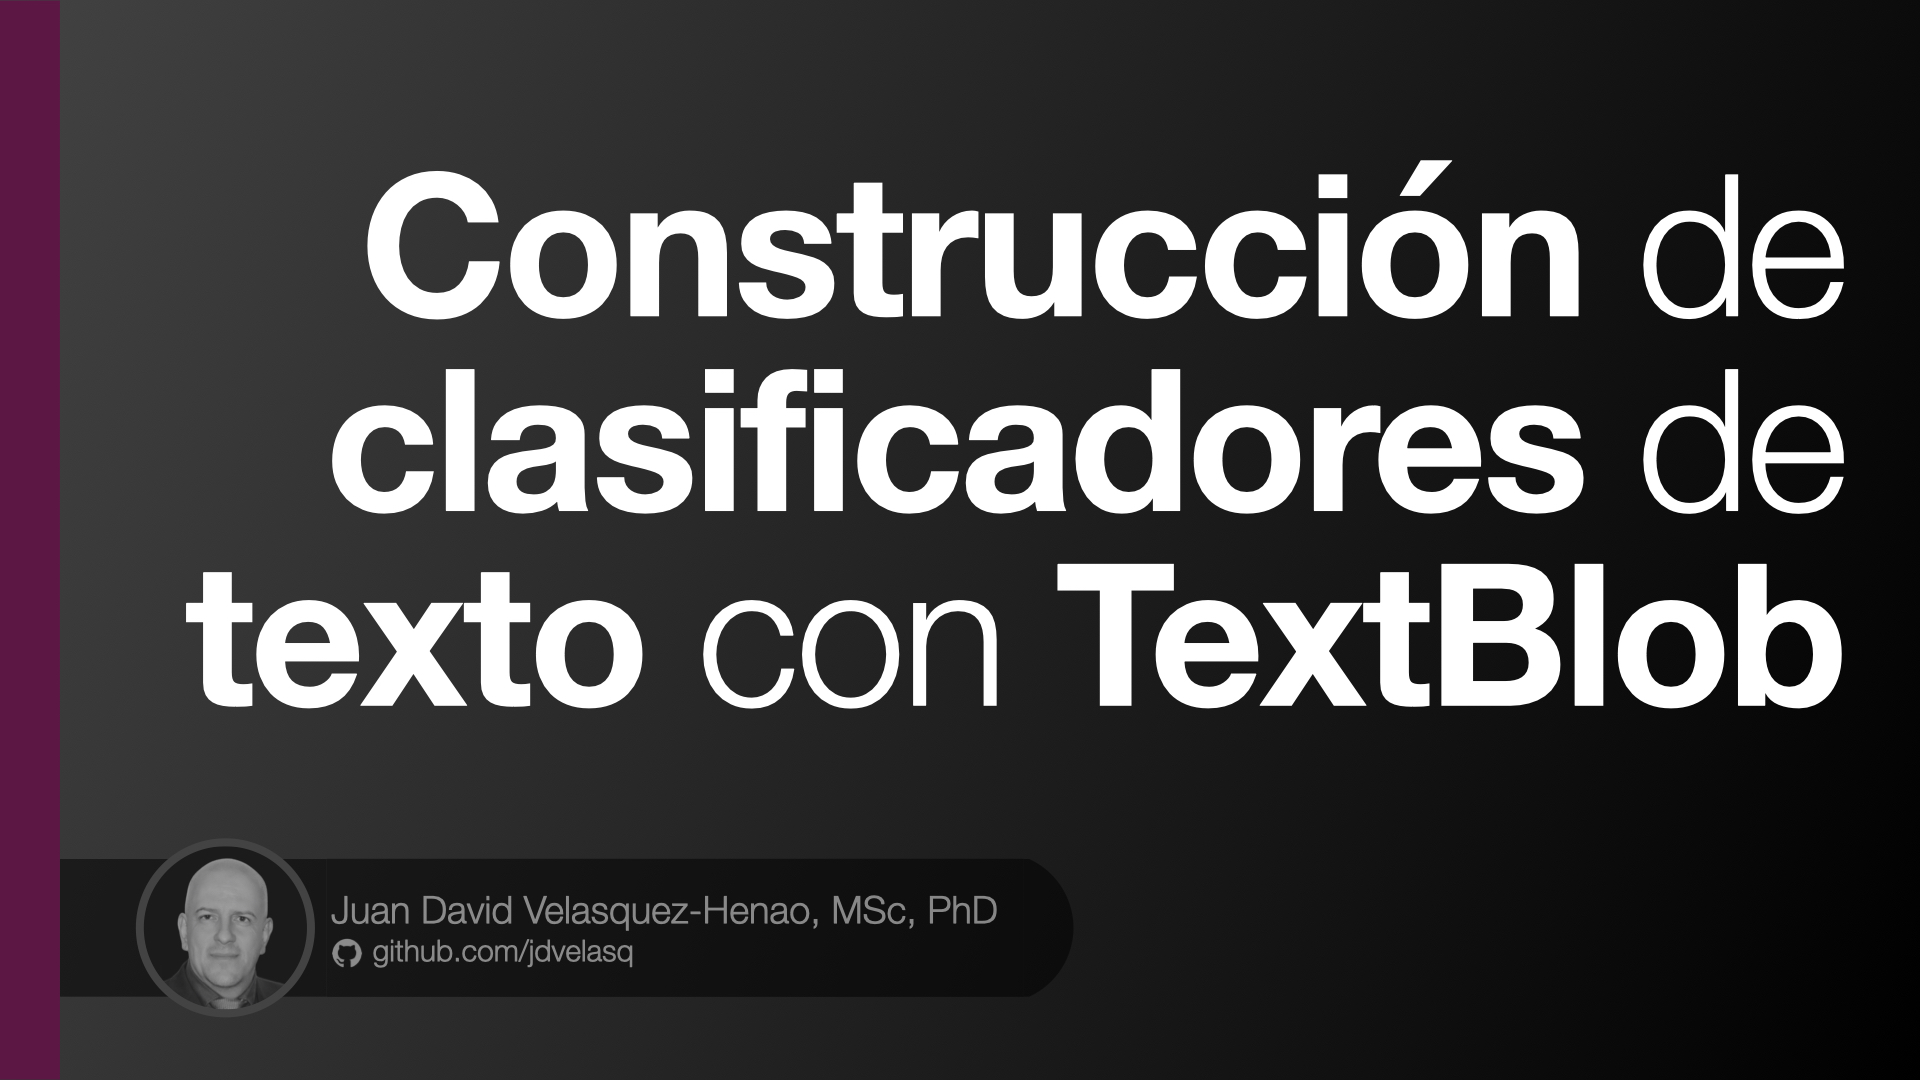 Construcción de
clasificadores de
texto con TextBlob
Juan David Velasquez-Henao, MSc, PhD
github.com/jdvelasq